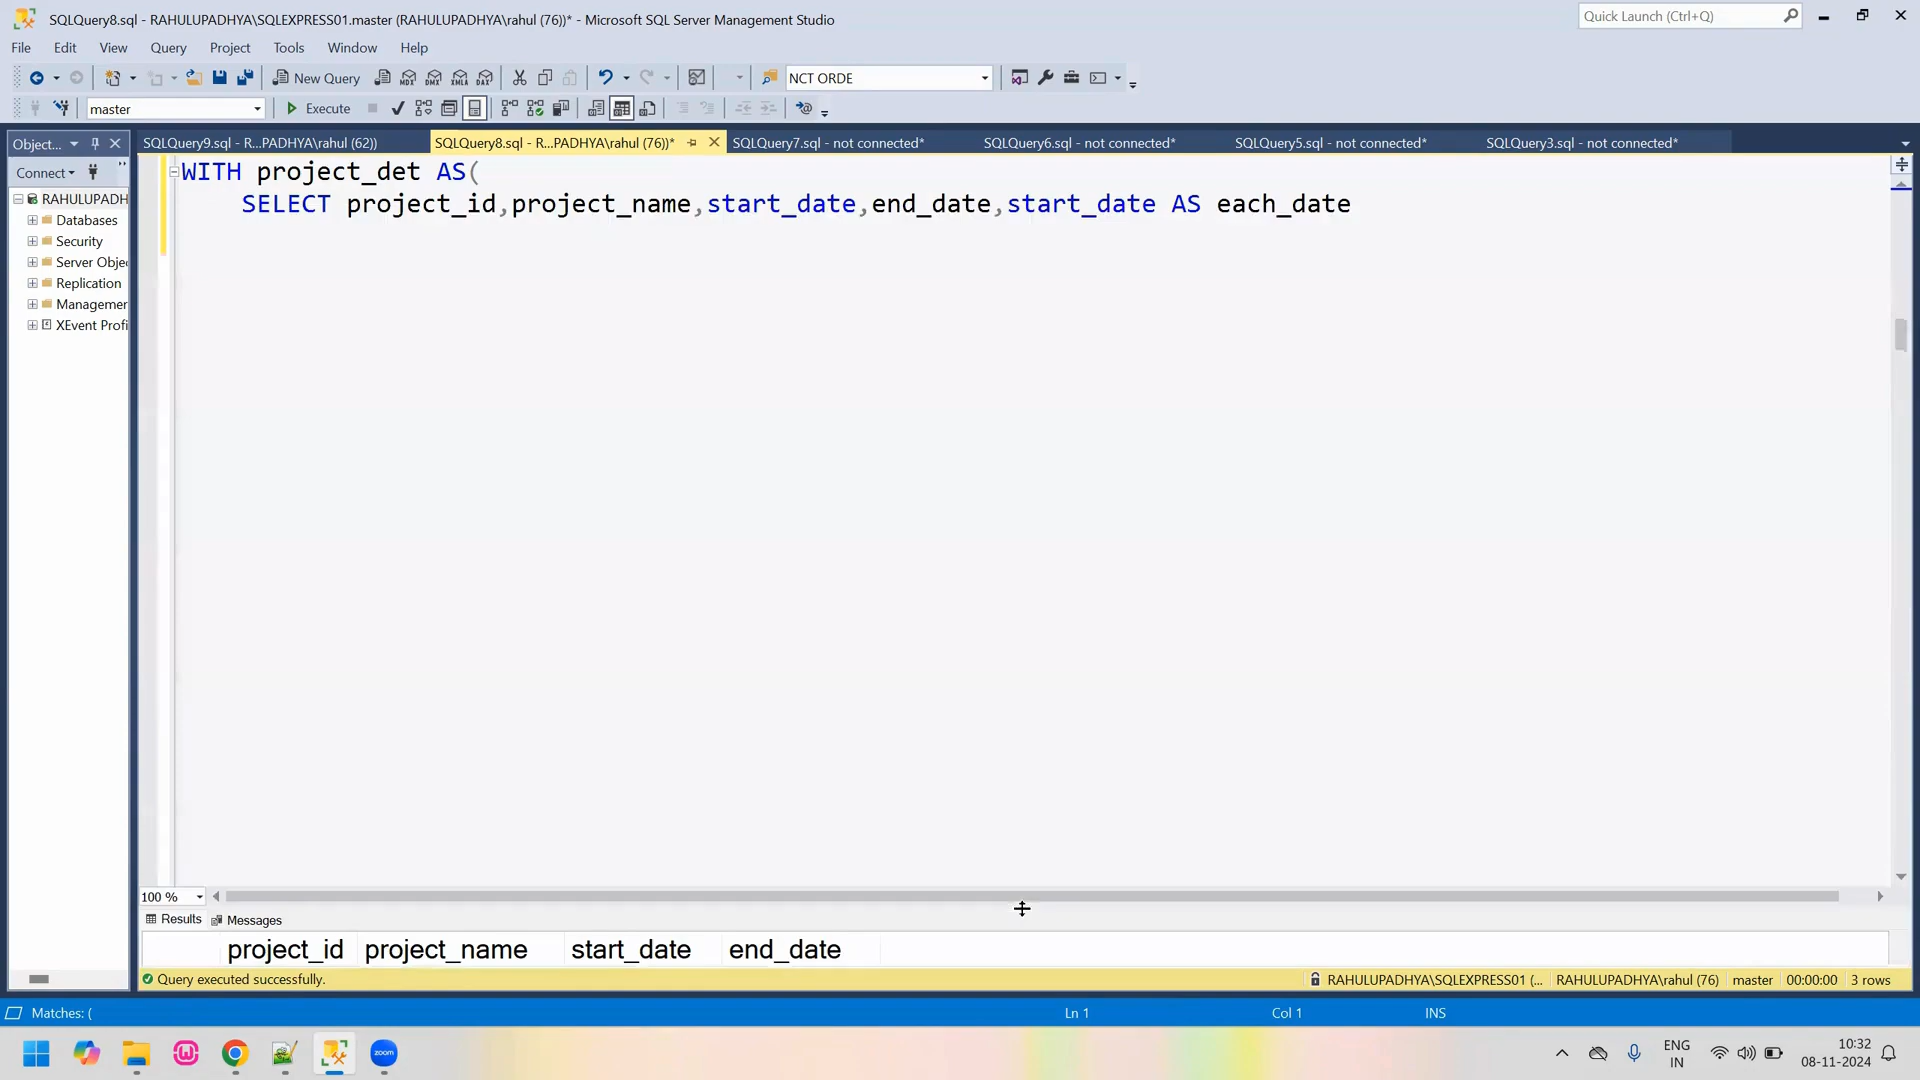 SQLQuery8.sql - RAHULUPADHYA\SQLEXPRESS01.master (RAHULUPADHYA\rahul (76))* - Microsoft SQL Server Management Studio
Quick Launch (Ctrl+Q)
File Edit View Query Project Tools Window Help
New Query
NCT ORDE
master
Execute
Object...
SQLQuery9.sql - R...PADHYA\rahul (62))
SQLQuery8.sql - R...PADHYA\rahul (76))*
SQLQuery7.sql - not connected*
SQLQuery6.sql - not connected*
SQLQuery5.sql - not connected*
SQLQuery3.sql - not connected*
Connect
RAHULUPADH
Databases
Security
Server Obje
Replication
Managemer
XEvent Profi
WITH project_det AS(
SELECT project_id,project_name,start_date,end_date,start_date AS each_date
100 %
Results Messages
project_id project_name start_date end_date
Query executed successfully.
RAHULUPADHYA\SQLEXPRESS01 (... RAHULUPADHYA\rahul (76) master 00:00:00 3 rows
Matches: (
Ln 1 Col 1 INS
zoom
ENG
IN
10:32
08-11-2024